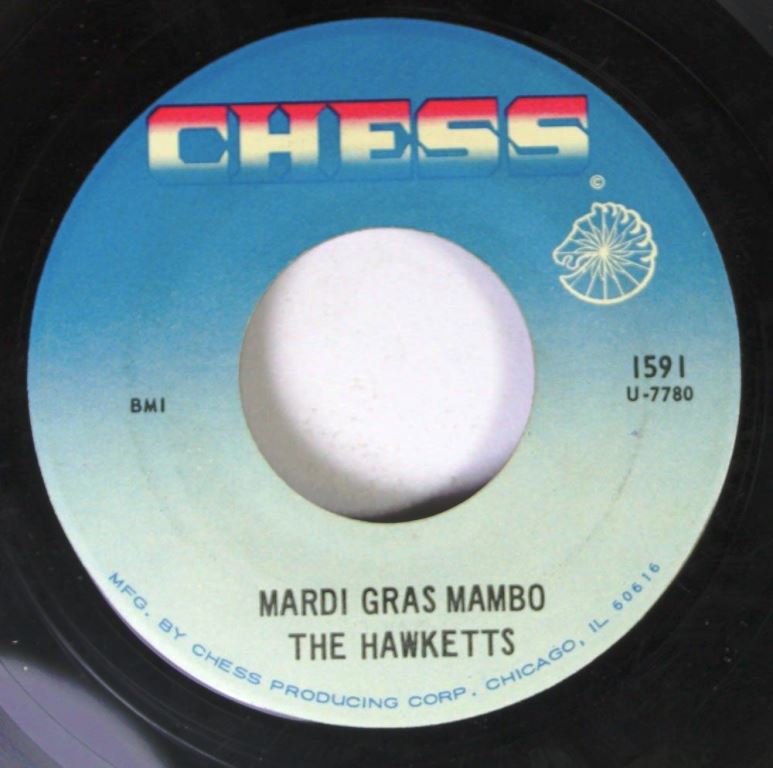 CHESS
©
1591
U-7780
BMI
MARDI GRAS MAMBO
THE HAWKETTS
MFG. BY CHESS PRODUCING CORP. CHICAGO, IL 60616